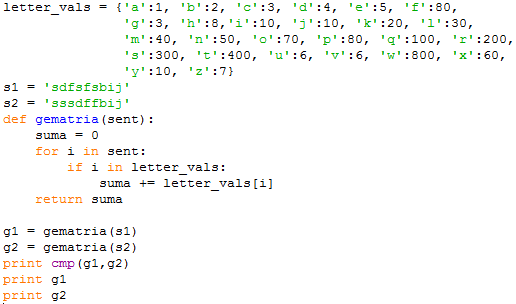 letter_vals = {'a':1, 'b':2, 'c':3, 'd':4, 'e':5, 'f':80,
'g':3, 'h':8,'i':10, 'j':10, 'k':20, 'l':30,
'm':40, 'n':50, 'o':70, 'p':80, 'q':100, 'r':200,
's':300, 't':400, 'u':6, 'v':6, 'w':800, 'x':60,
'y':10, 'z':7}
s1 = 'sdfsfsbij'
s2 = 'sssdffbij'
def gematria(sent):
suma = 0
for i in sent:
if i in letter_vals:
suma += letter_vals[i]
return suma
g1 = gematria(s1)
g2 = gematria(s2)
print cmp(g1,g2)
print g1
print g2